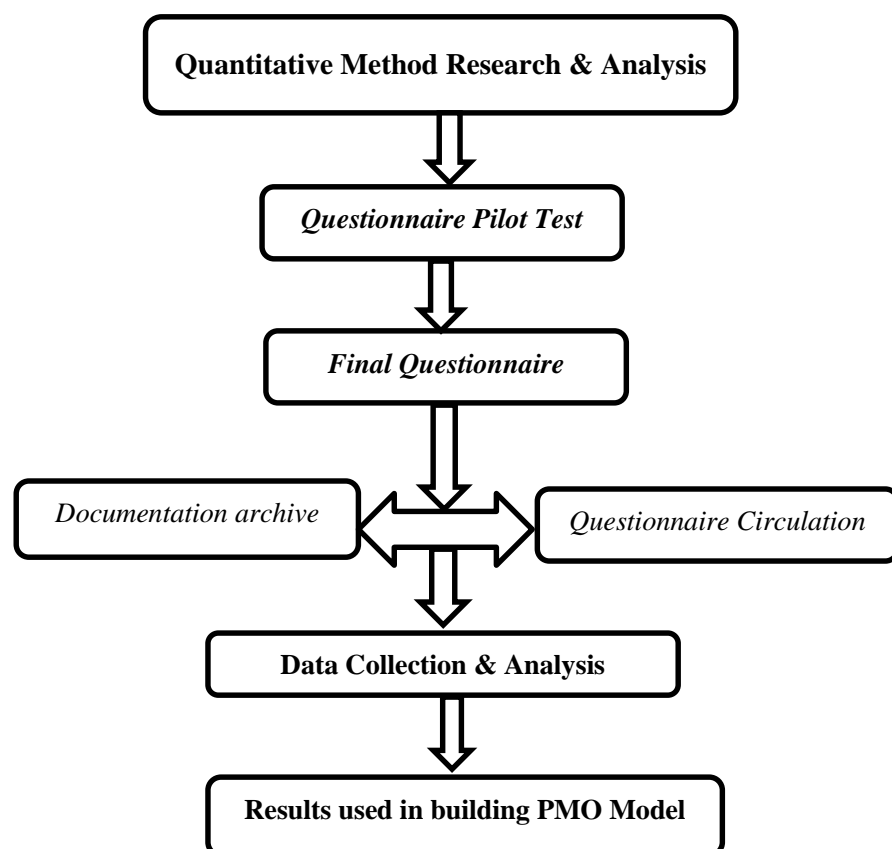 Quantitative Method Research & Analysis
Questionnaire Pilot Test
Final Questionnaire
Documentation archive
Questionnaire Circulation
Data Collection & Analysis
Results used in building PMO Model